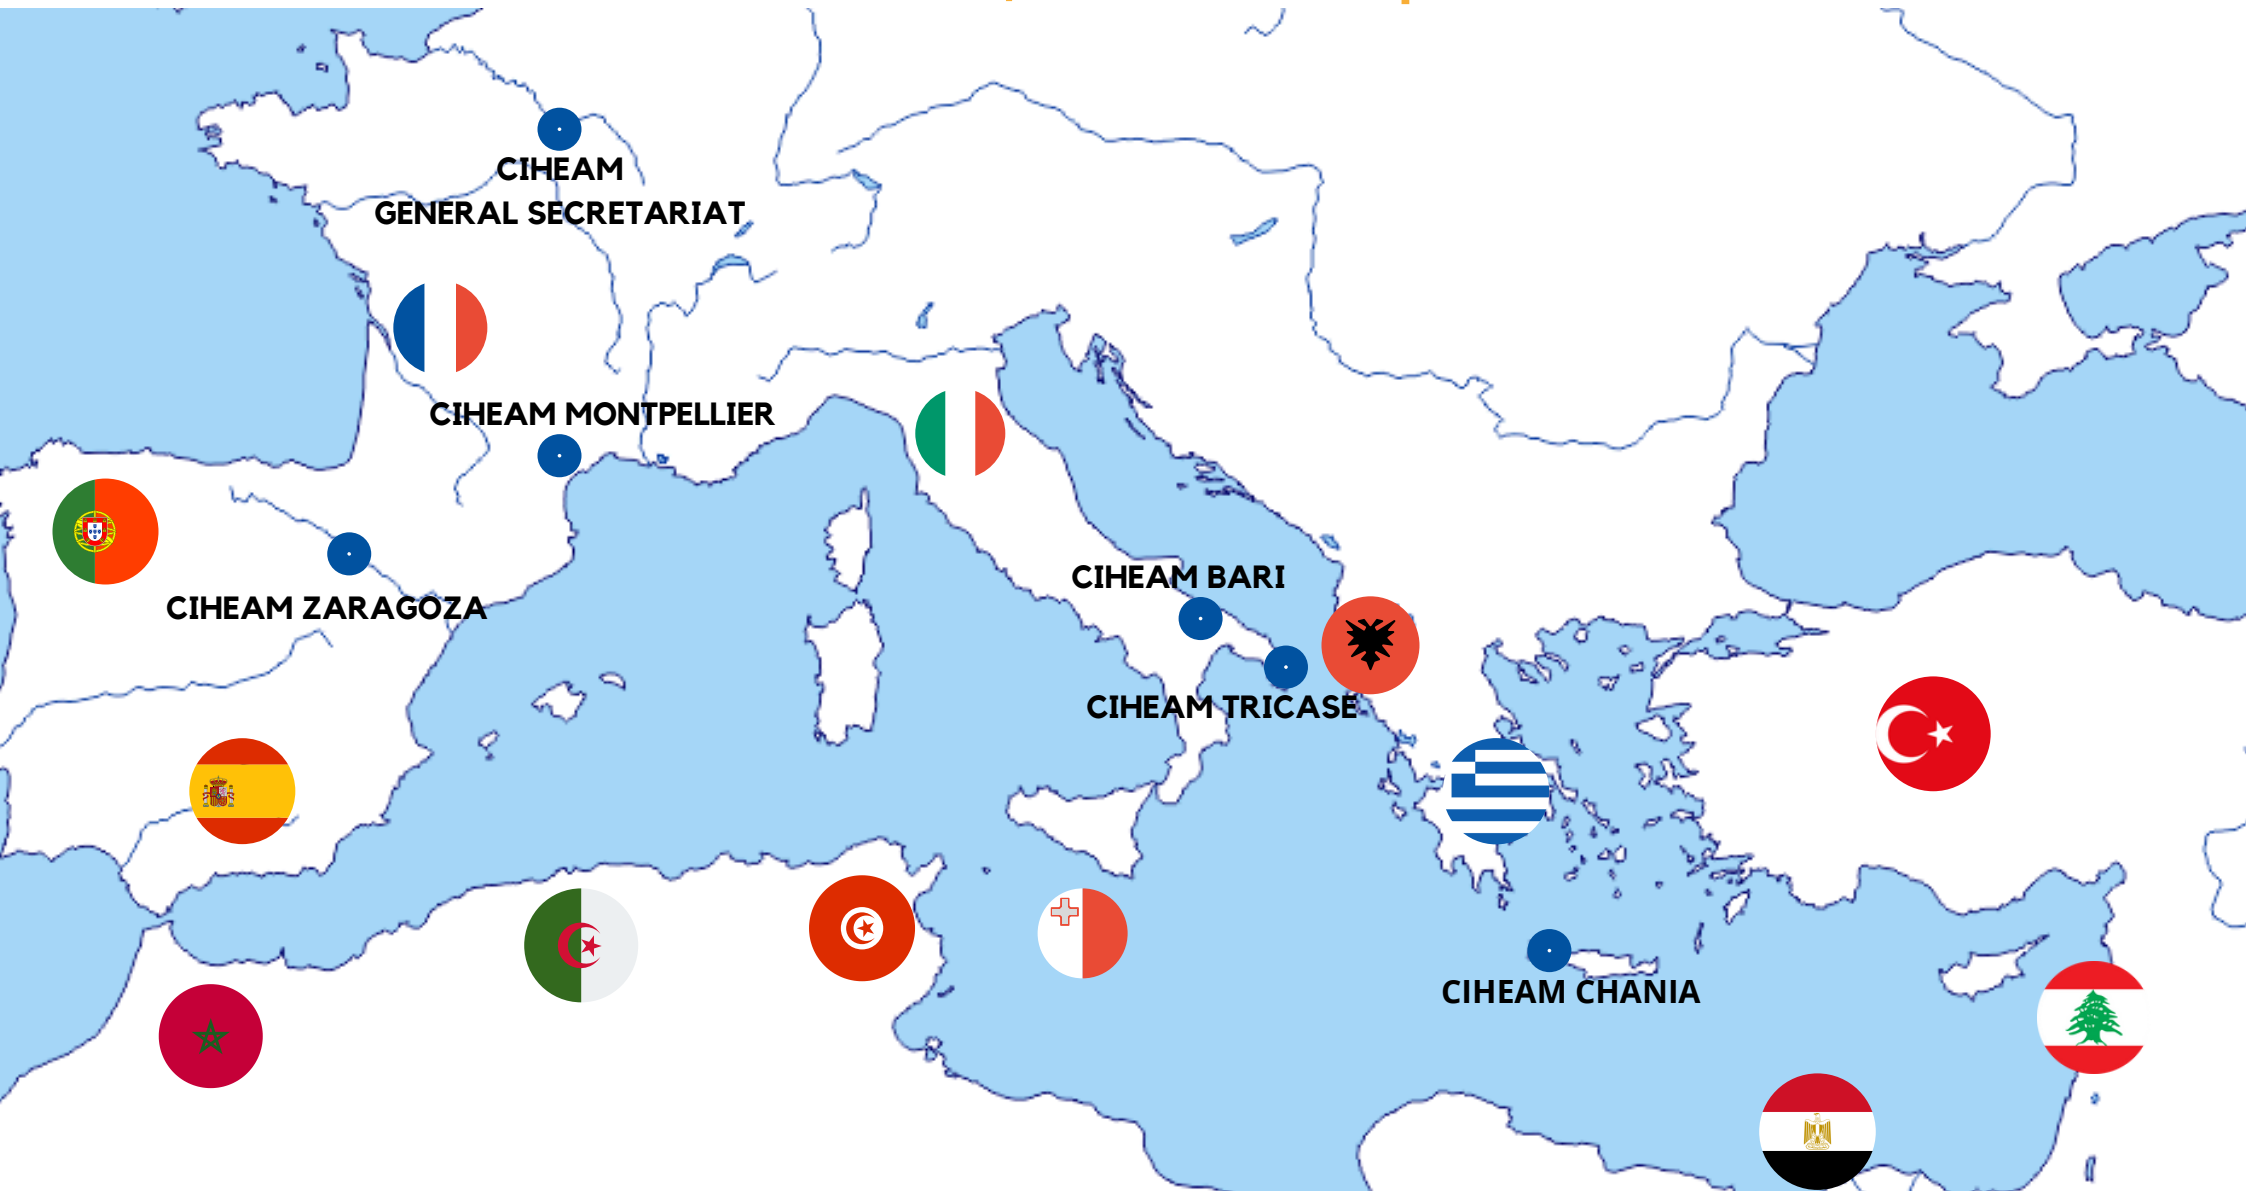 CIHEAM
GENERAL SECRETARIAT
CIHEAM MONTPELLIER
CIHEAM ZARAGOZA
CIHEAM BARI
CIHEAM TRICASE
CIHEAM CHANIA